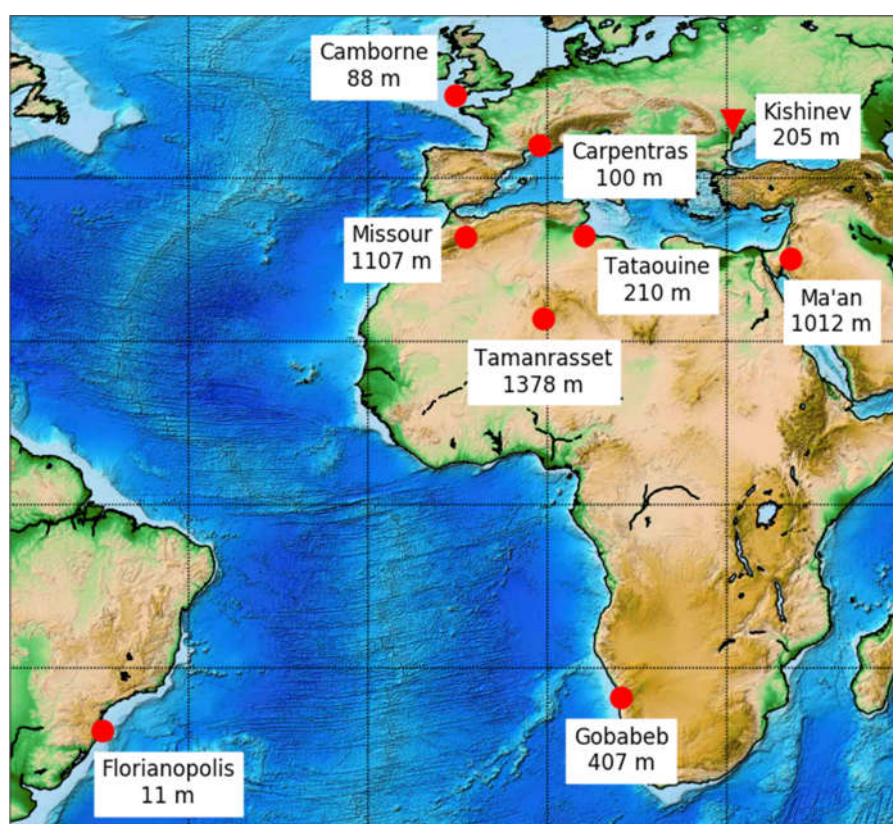 Camborne
88 m
Kishinev
205 m
Carpentras
100 m
Missour
1107 m
Tataouine
210 m
Ma'an
1012 m
Tamanrasset
1378 m
Gobabeb
407 m
Florianopolis
11 m